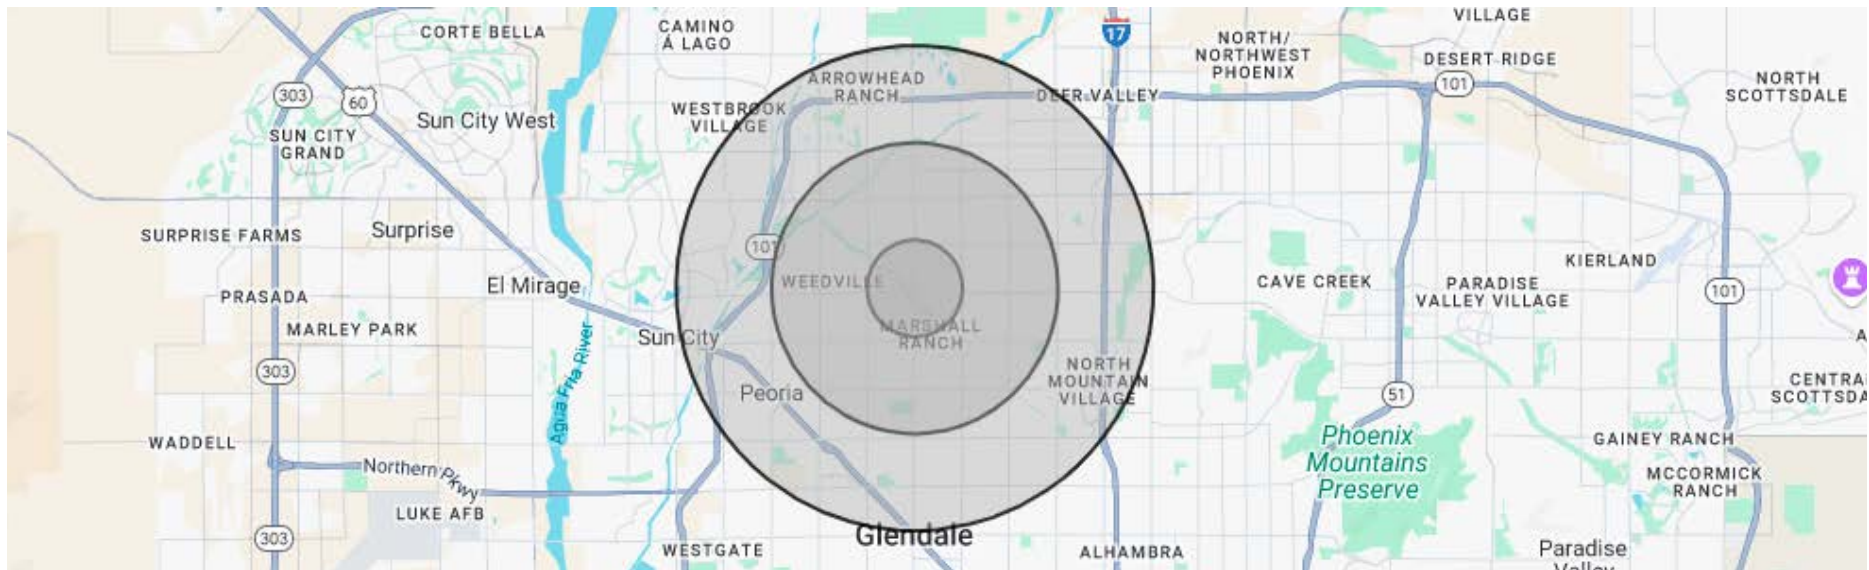 CORTE BELLA
CAMINO
Á LAGO
17
VILLAGE
NORTH/
NORTHWEST
PHOENIX
DESERT RIDGE
303
60
ARROWHEAD
RANCH
101
NORTH
SCOTTSDALE
Sun City West
WESTBROOK
VILLAGE
DEER VALLEY
SUN CITY
GRAND
SURPRISE FARMS
Surprise
101
KIERLAND
El Mirage
WEEDVILLE
CAVE CREEK
PARADISE
VALLEY VILLAGE
101
PRASADA
MARLEY PARK
Sun City
MARSHALL
RANCH
A
303
Agua Fria River
Peoria
NORTH
MOUNTAIN
VILLAGE
51
CENTRA
SCOTTSDA
WADDELL
Phoenix
Mountains
Preserve
GAINEY RANCH
Northern Pkwy
MCCORMICK
RANCH
LUKE AFB
303
WESTGATE
Glendale
ALHAMBRA
Paradise
Valley